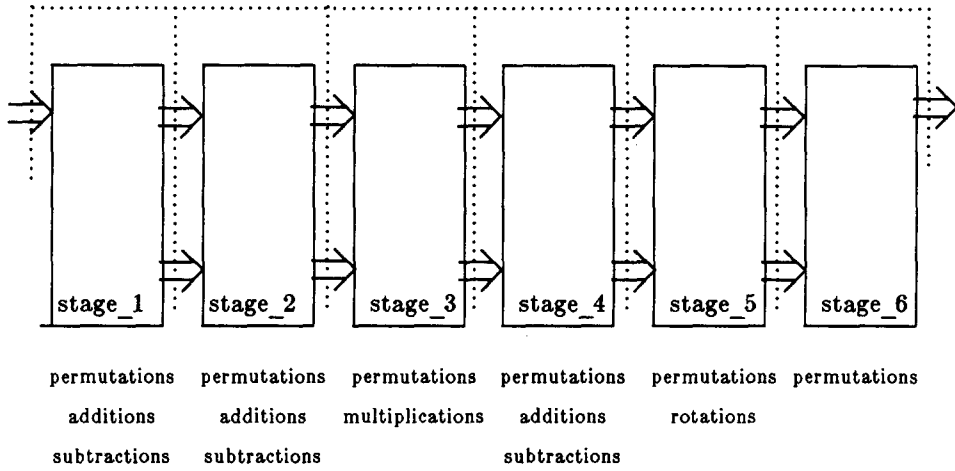 stage_1 stage_2 stage_3 stage_4 stage_5 stage_6
permutations permutations permutations permutations permutations permutations
additions additions multiplications additions rotations
subtractions subtractions subtractions